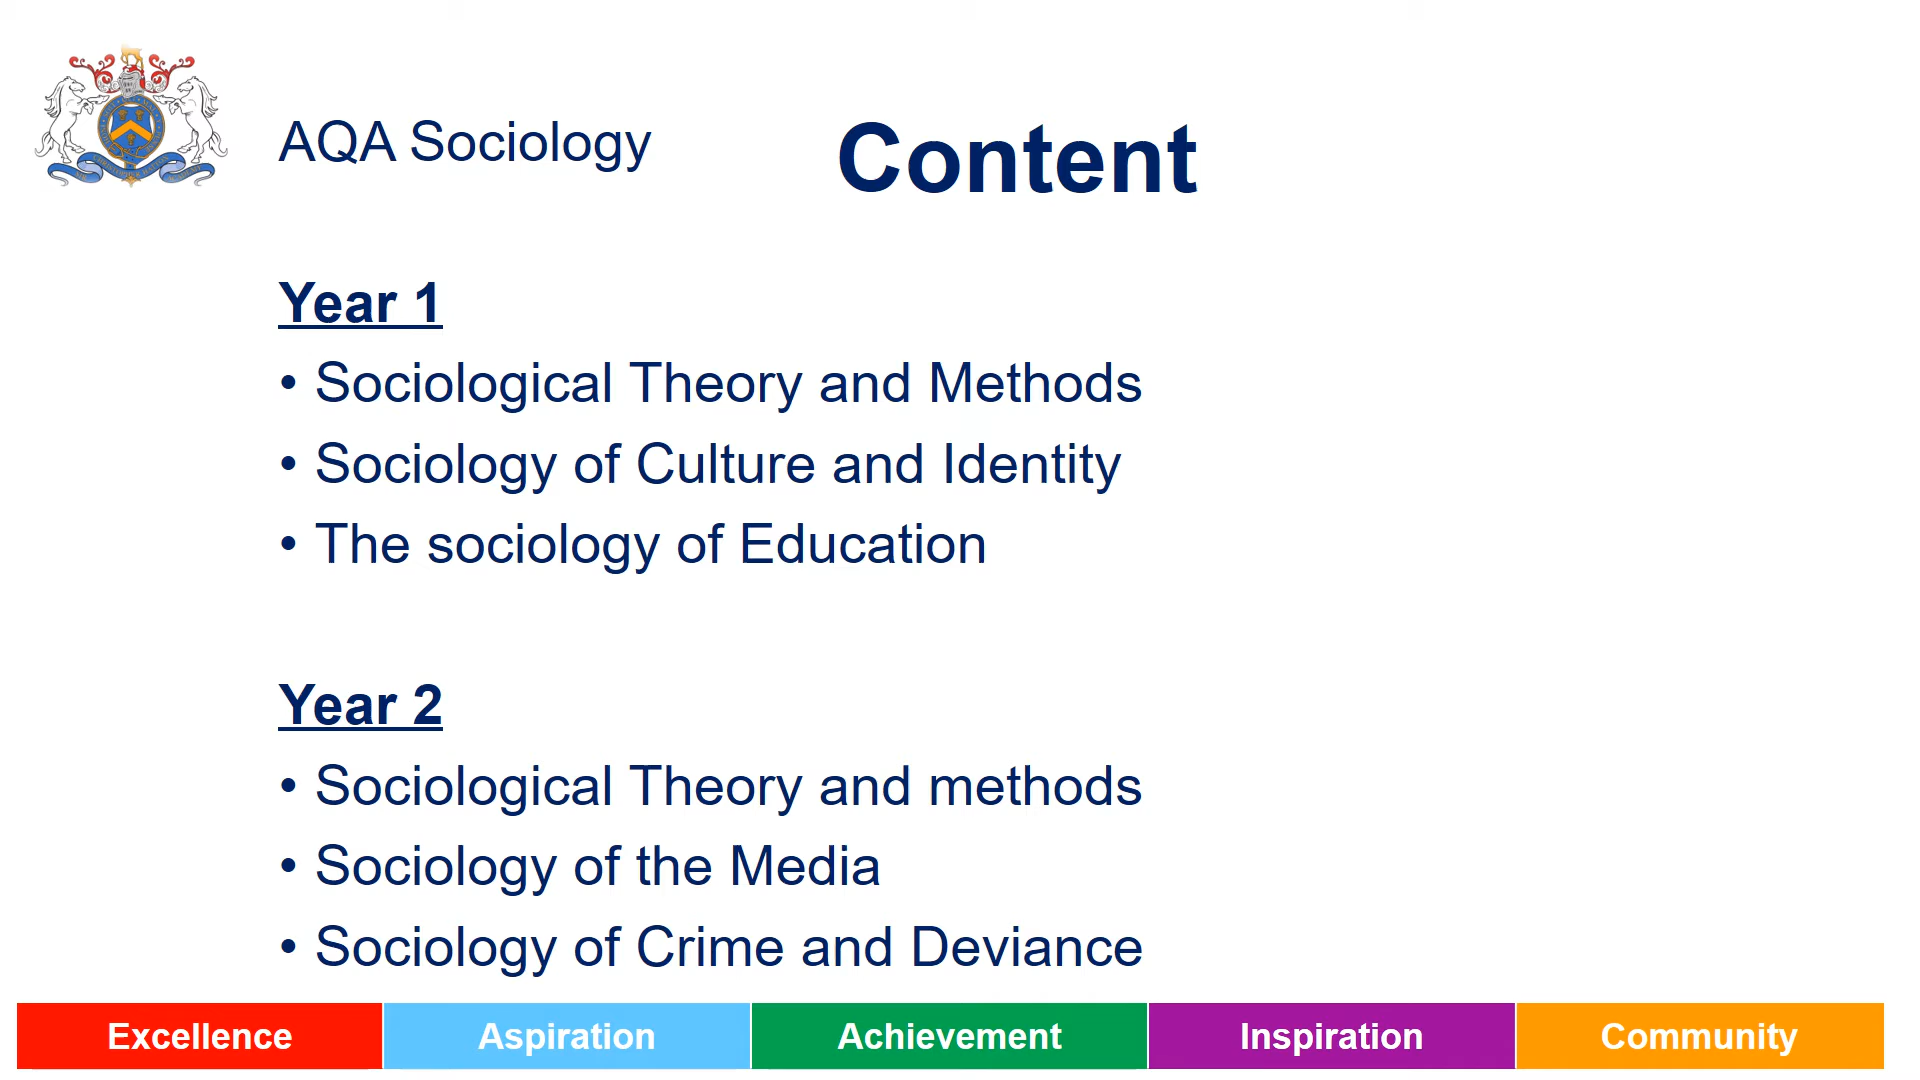 AQA Sociology
Content
Year 1
• Sociological Theory and Methods
• Sociology of Culture and Identity
• The sociology of Education
Year 2
• Sociological Theory and methods
• Sociology of the Media
• Sociology of Crime and Deviance
Excellence
Aspiration
Achievement
Inspiration
Community